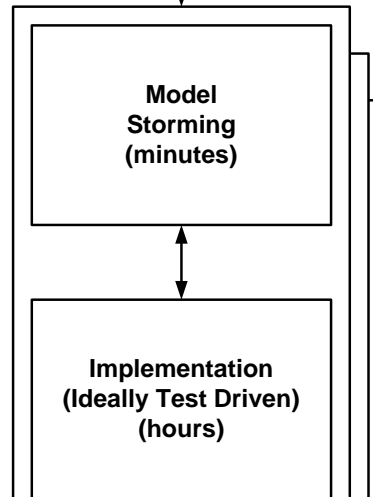 Model
Storming
(minutes)
Implementation
(Ideally Test Driven)
(hours)